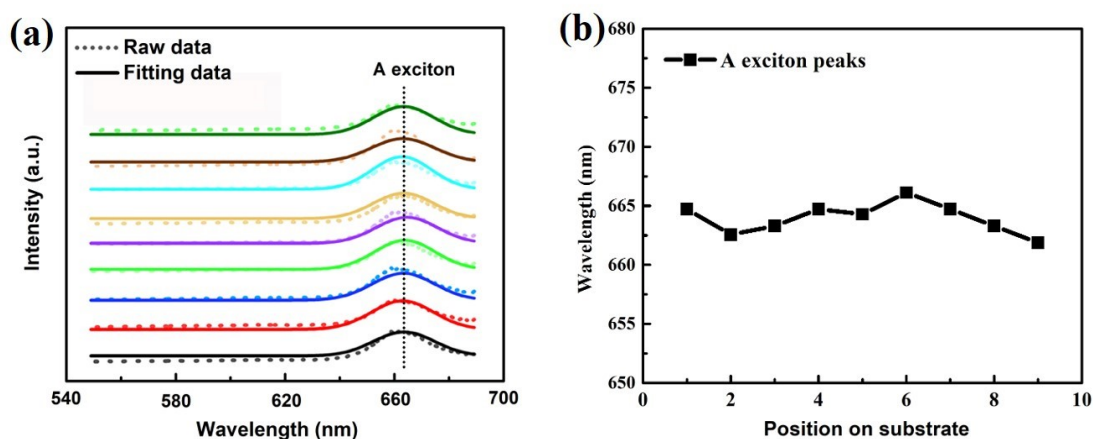 (a)
Raw data
Fitting data
A exciton
Intensity (a.u.)
540 580 620 660 700
Wavelength (nm)
(b)
A exciton peaks
Wavelength (nm)
680
675
670
665
660
655
650
0 2 4 6 8 10
Position on substrate